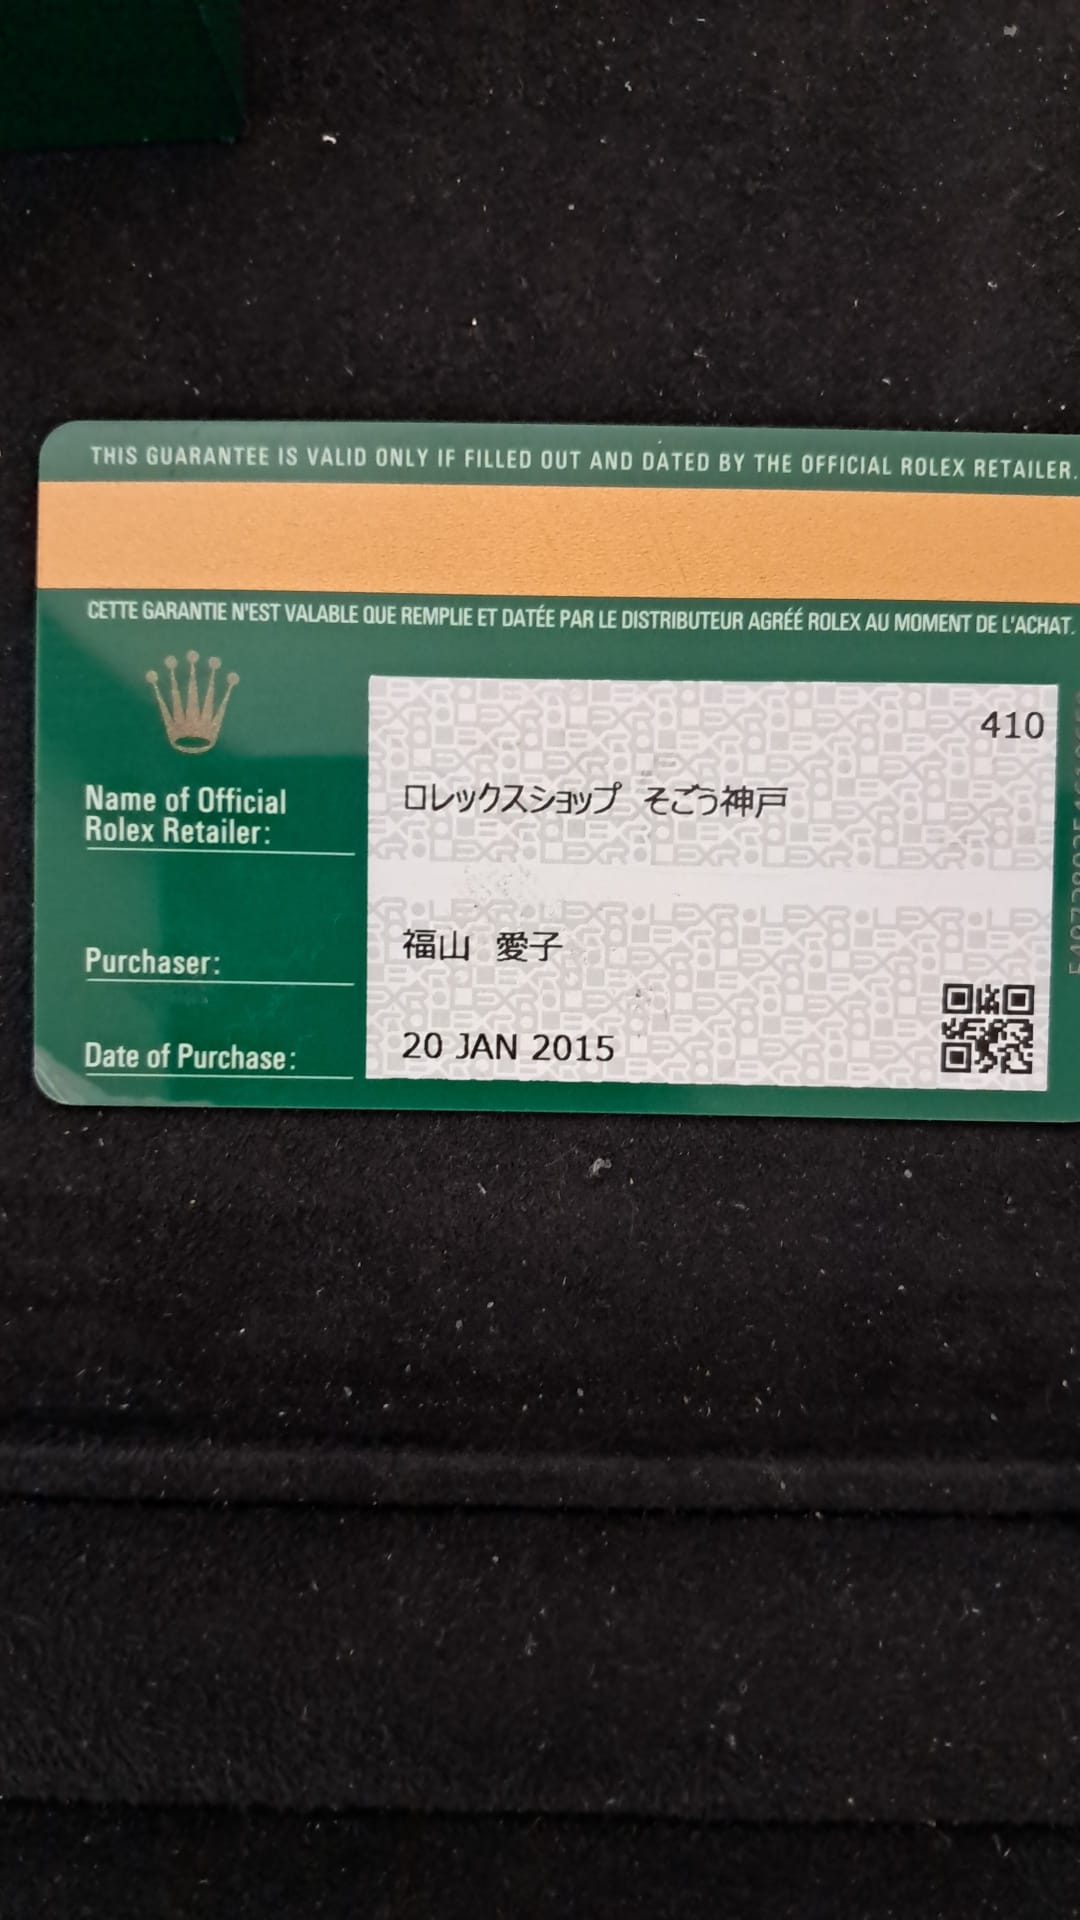 THIS GUARANTEE IS VALID ONLY IF FILLED OUT AND DATED BY THE OFFICIAL ROLEX RETAILER.
CETTE GARANTIE N'EST VALABLE QUE REMPLIE ET DATÉE PAR LE DISTRIBUTEUR AGRÉÉ ROLEX AU MOMENT DE L'ACHAT.
410
Name of Official
Rolex Retailer:
ロレックスショップ そごう神戸
Purchaser:
福山 愛子
Date of Purchase:
20 JAN 2015